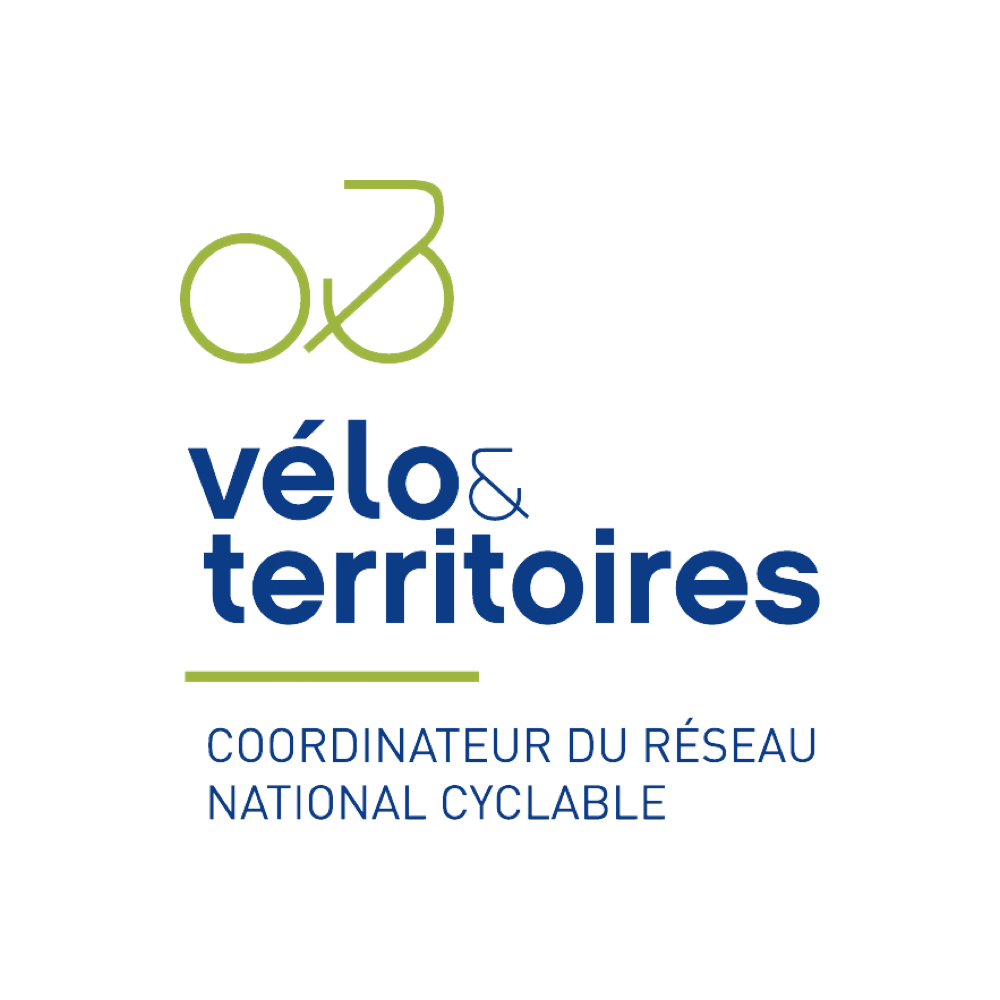 vélo&
territoires
COORDINATEUR DU RÉSEAU
NATIONAL CYCLABLE